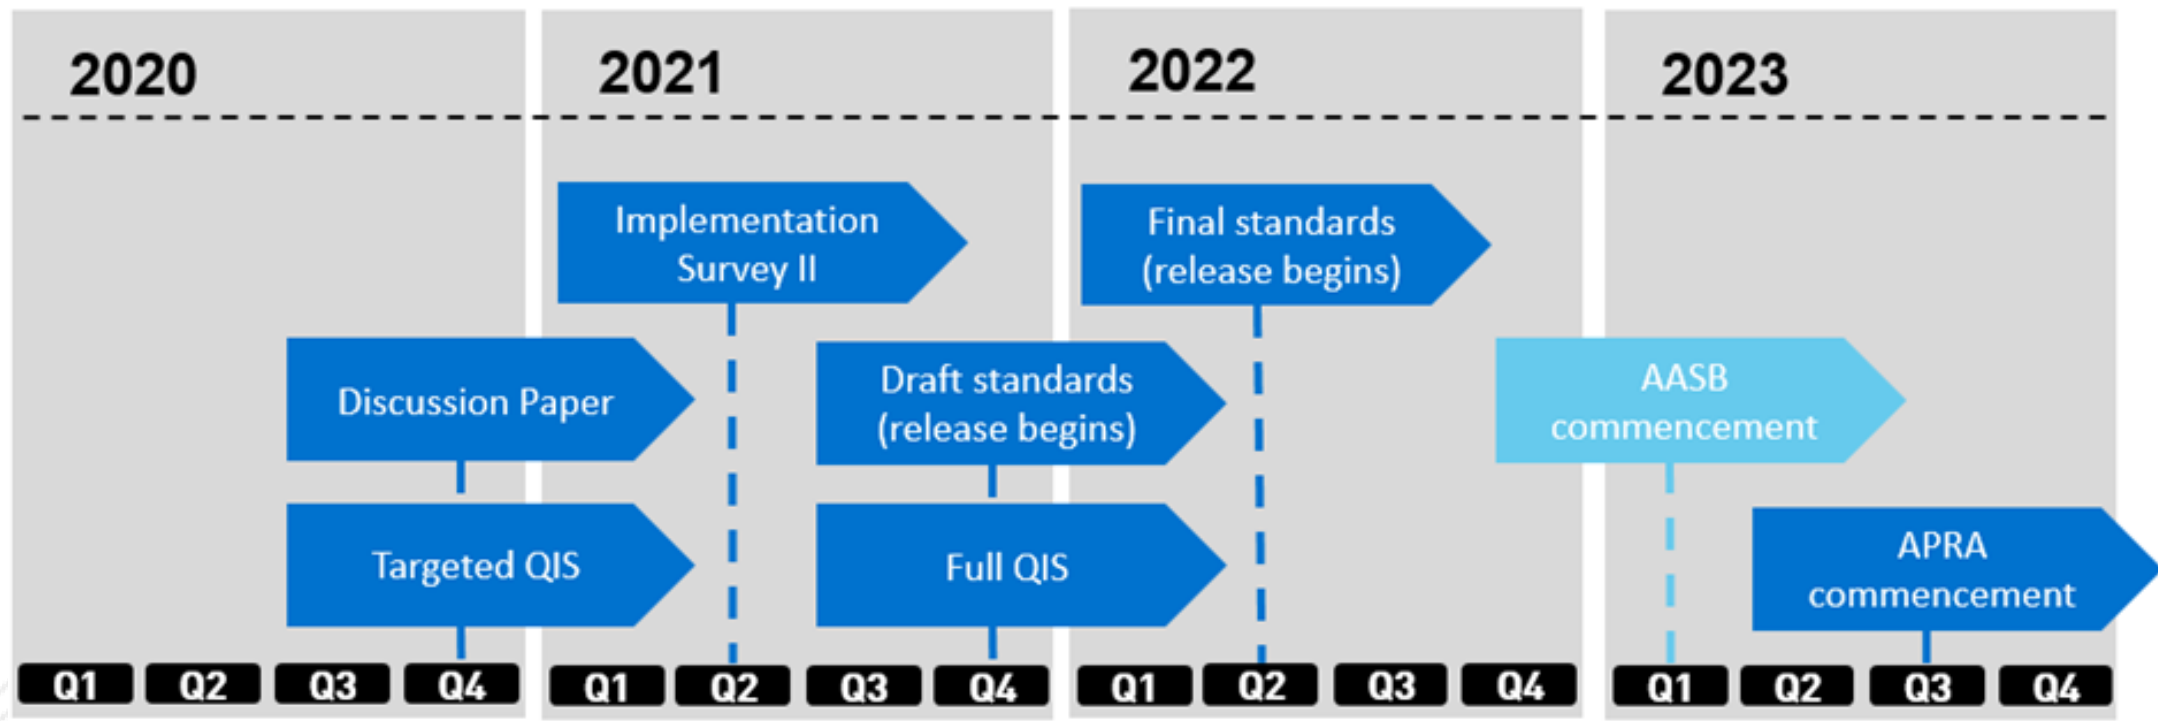 2020
2021
2022
2023
Implementation
Survey II
Final standards
(release begins)
Discussion Paper
Draft standards
(release begins)
AASB
commencement
Targeted QIS
Full QIS
APRA
commencement
Q1 Q2 Q3 Q4 Q1 Q2 Q3 Q4 Q1 Q2 Q3 Q4 Q1 Q2 Q3 Q4